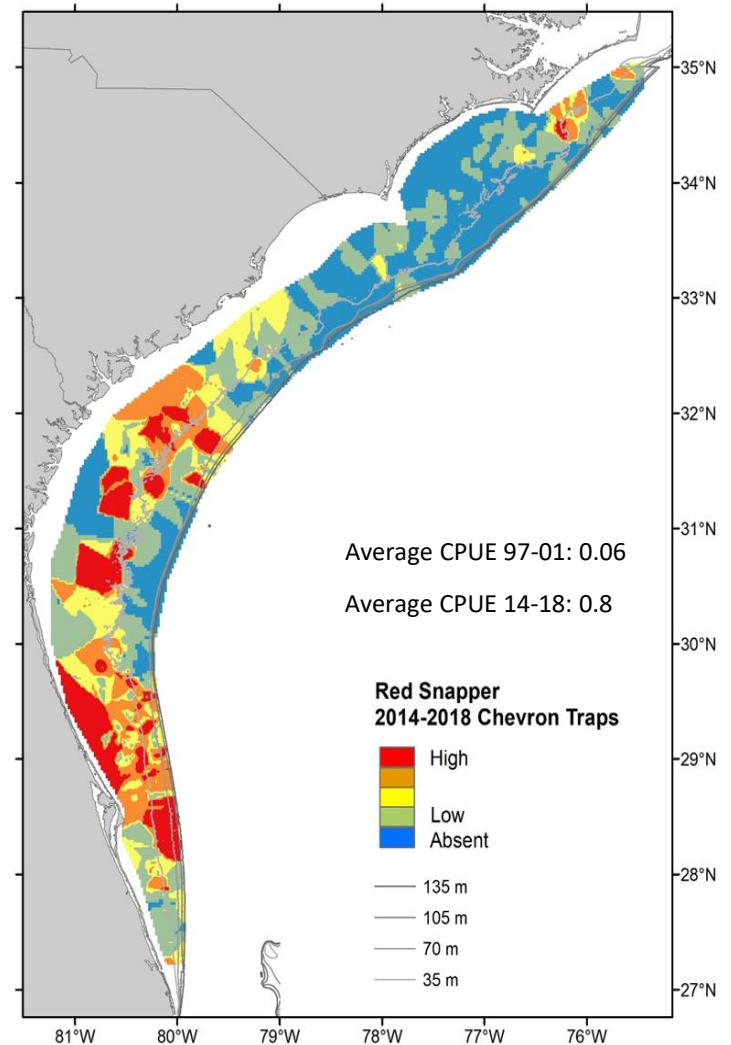 35°N
34°N
33°N
32°N
31°N
Average CPUE 97-01: 0.06
Average CPUE 14-18: 0.8
30°N
Red Snapper
2014-2018 Chevron Traps
High
29°N
Low
Absent
28°N
135 m
105 m
70 m
35 m
27°N
81°W 80°W 79°W 78°W 77°W 76°W